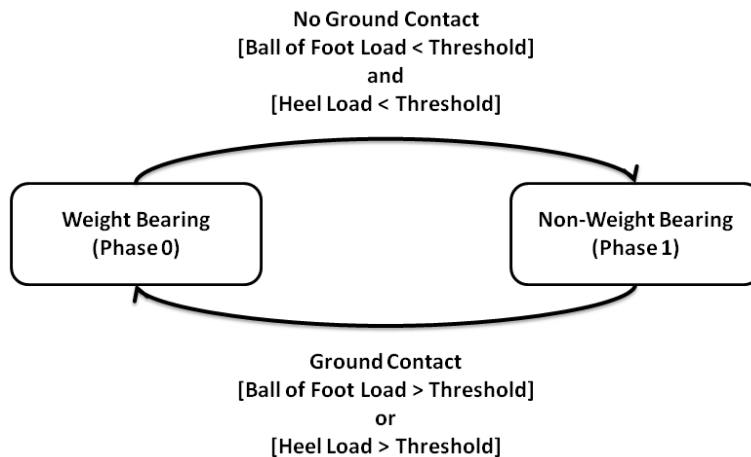 No Ground Contact
[Ball of Foot Load < Threshold]
and
[Heel Load < Threshold]
Weight Bearing
(Phase 0)
Non-Weight Bearing
(Phase 1)
Ground Contact
[Ball of Foot Load > Threshold]
or
[Heel Load > Threshold]